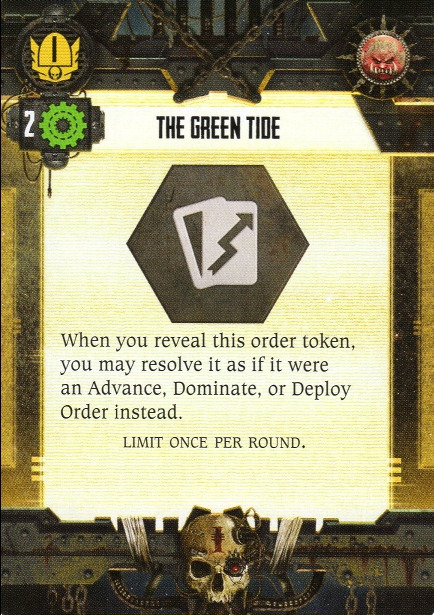 2
THE GREEN TIDE
When you reveal this order token,
you may resolve it as if it were
an Advance, Dominate, or Deploy
Order instead.
LIMIT ONCE PER ROUND.
I